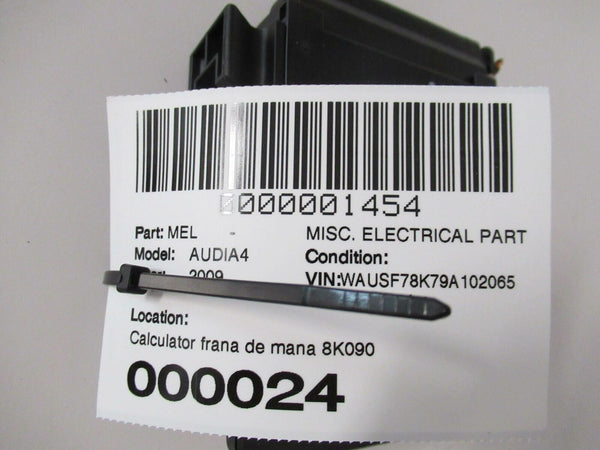 0000001454
Part: MEL - MISC. ELECTRICAL PART
Model: AUDIA4 Condition:
2009 VIN:WAUSF78K79A102065
Location:
Calculator frana de mana 8K090
000024